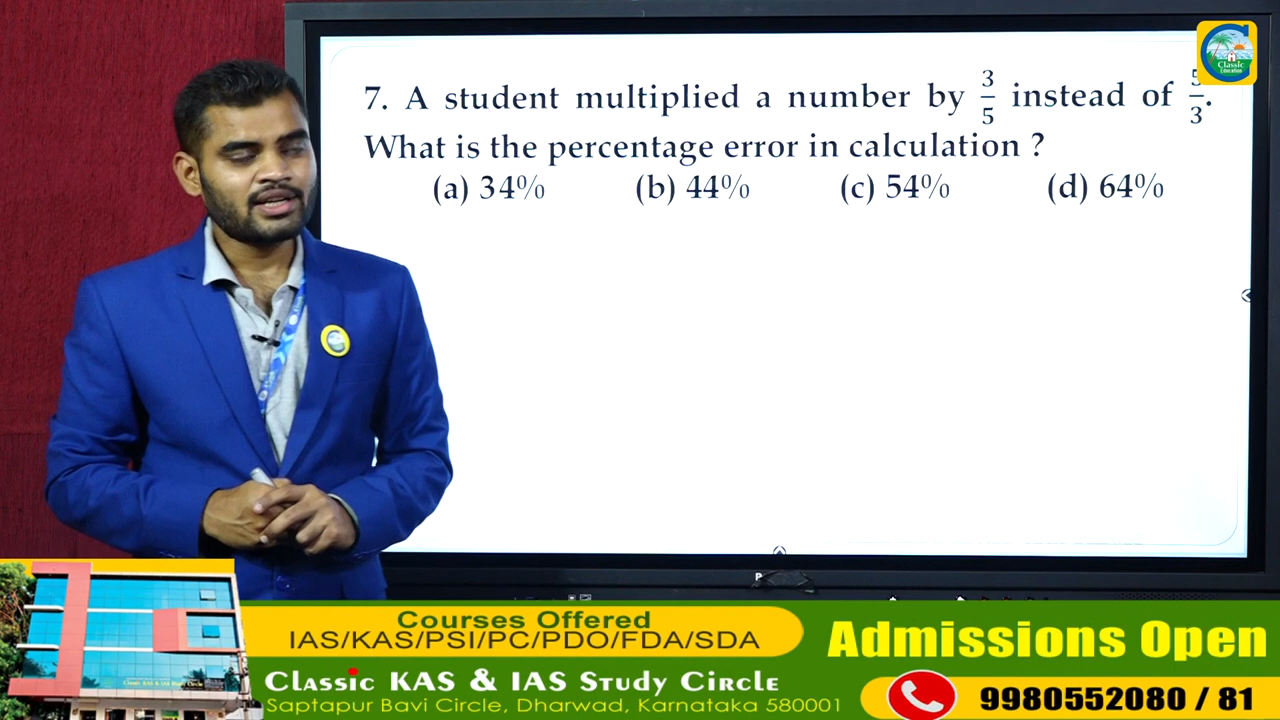 Classic
Education
7. A student multiplied a number by 3/5 instead of 5/3.
What is the percentage error in calculation ?
(a) 34% (b) 44% (c) 54% (d) 64%
Courses Offered
IAS/KAS/PSI/PC/PDO/FDA/SDA
Classic KAS & IAS Study Circle
Saptapur Bavi Circle, Dharwad, Karnataka 580001
Admissions Open
9980552080 / 81